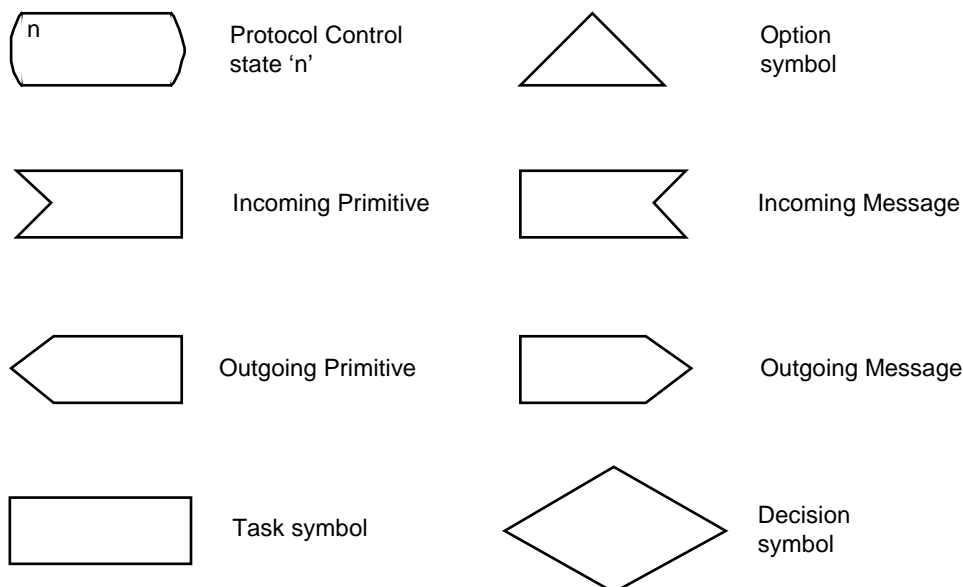 n
Protocol Control
state ‘n’
Option
symbol
Incoming Primitive
Incoming Message
Outgoing Primitive
Outgoing Message
Task symbol
Decision
symbol